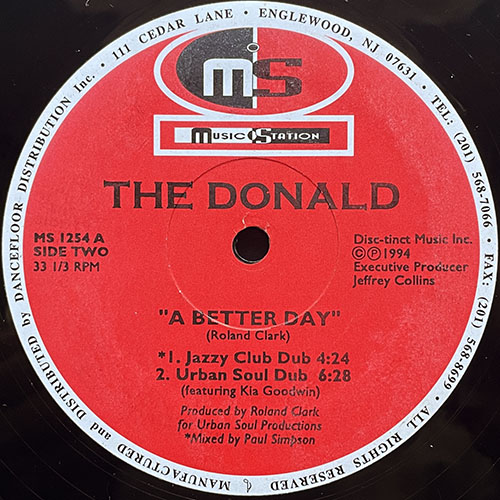 MANUFACTURED and DISTRIBUTED by DANCEFLOOR DISTRIBUTION Inc. • 111 CEDAR LANE • ENGLEWOOD, NJ 07631 • TEL: (201) 568-7066 • FAX: (201) 568-8699 • ALL RIGHTS RESERVED •
mS
MUSIC STATION
THE DONALD
MS 1254 A
SIDE TWO
33 1/3 RPM
Disc-tinct Music Inc.
©℗1994
Executive Producer
Jeffrey Collins
"A BETTER DAY"
(Roland Clark)
*1. Jazzy Club Dub 4:24
2. Urban Soul Dub 6:28
(featuring Kia Goodwin)
Produced by Roland Clark
for Urban Soul Productions
*Mixed by Paul Simpson